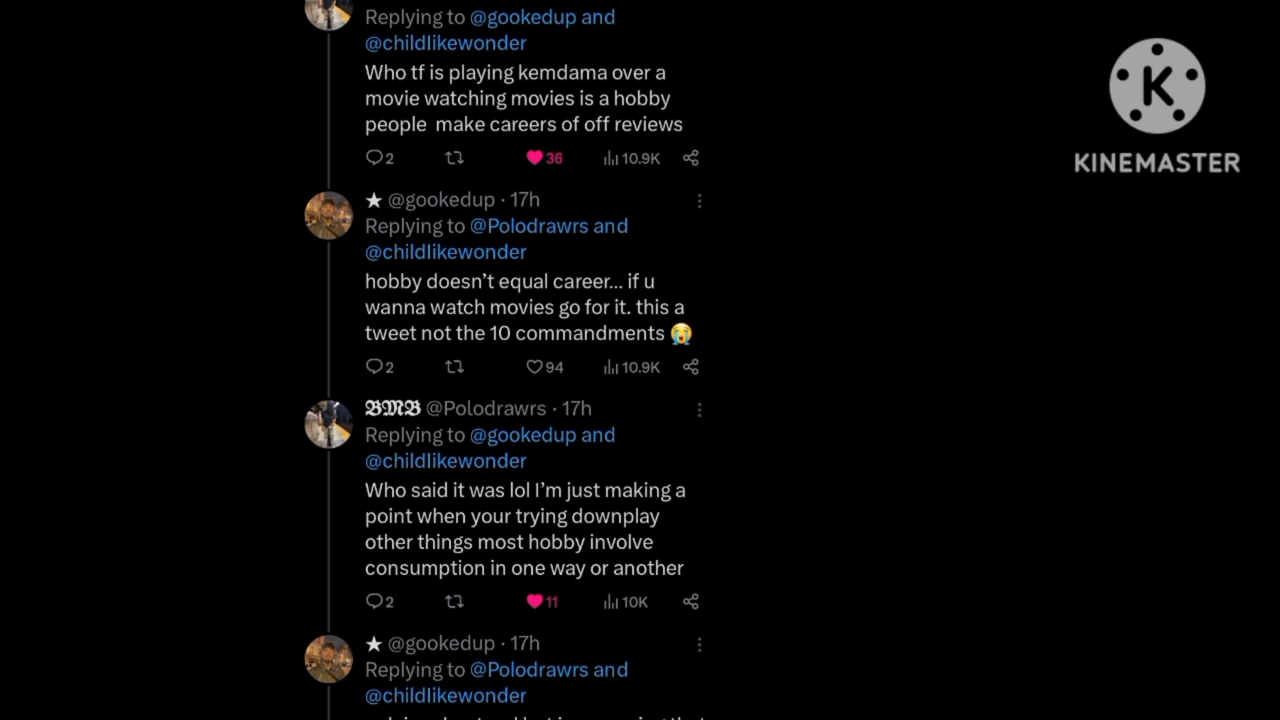 Replying to @gookedup and
@childlikewonder
Who tf is playing kemdama over a
movie watching movies is a hobby
people make careers of off reviews
2 36 10.9K
★ @gookedup · 17h
Replying to @Polodrawrs and
@childlikewonder
hobby doesn't equal career... if u
wanna watch movies go for it. this a
tweet not the 10 commandments 😭
2 94 10.9K
𝕭𝕸𝕭 @Polodrawrs · 17h
Replying to @gookedup and
@childlikewonder
Who said it was lol I'm just making a
point when your trying downplay
other things most hobby involve
consumption in one way or another
2 11 10K
★ @gookedup · 17h
Replying to @Polodrawrs and
@childlikewonder
K
KINEMASTER